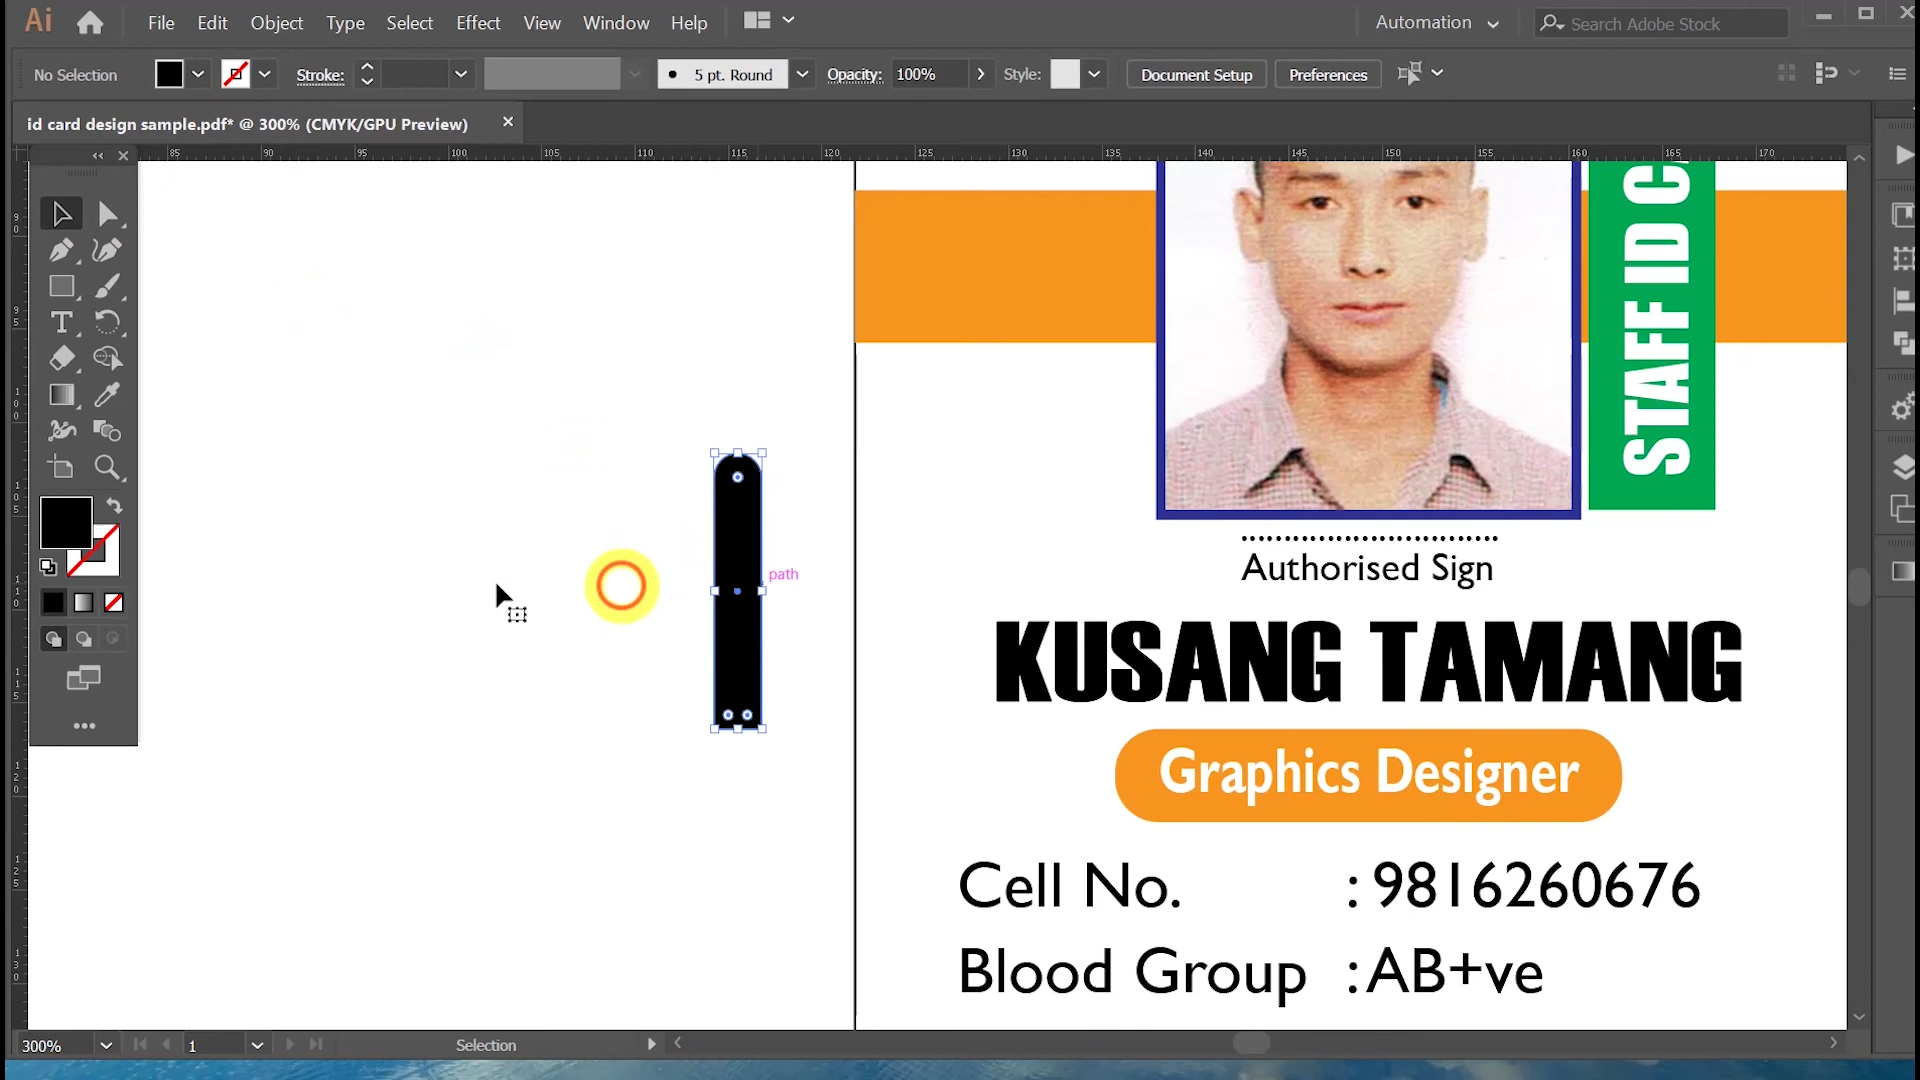 Ai File Edit Object Type Select Effect View Window Help Automation Search Adobe Stock
No Selection Stroke: 5 pt. Round Opacity: 100% Style: Document Setup Preferences
id card design sample.pdf* @ 300% (CMYK/GPU Preview)
85 90 95 100 105 110 115 120 125 130 135 140 145 150 155 160 165 170
STAFF ID C
path
Authorised Sign
KUSANG TAMANG
Graphics Designer
Cell No. : 9816260676
Blood Group : AB+ve
300% 1 Selection